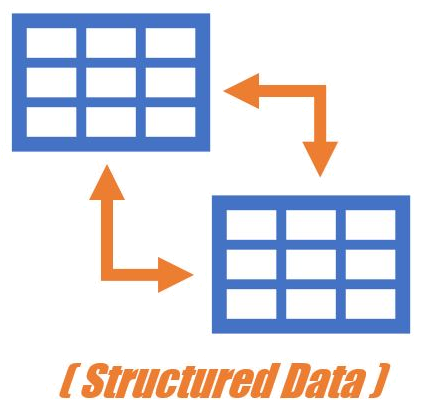 ( Structured Data )